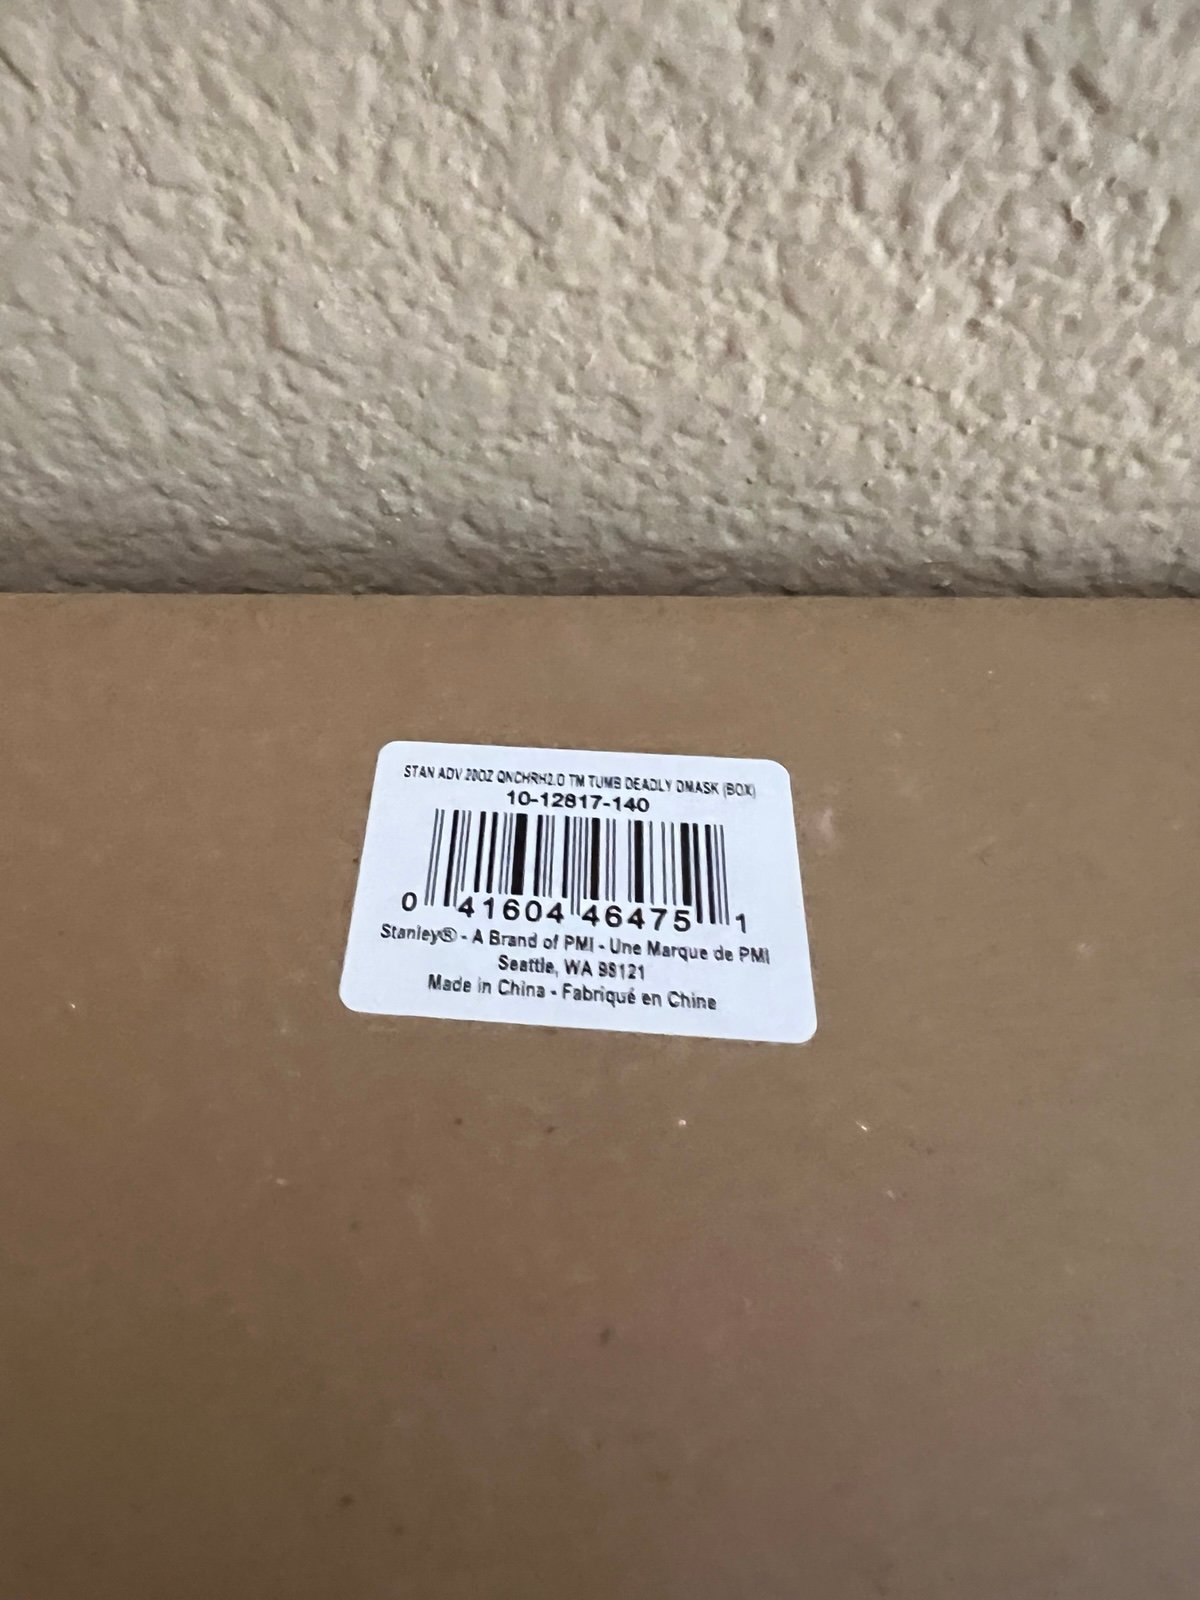 STAN ADV 20OZ QNCHRH2.0 TM TUMB DEADLY DMASK (BOX)
10-12817-140
0 41604 46475 1
Stanley® - A Brand of PMI - Une Marque de PMI
Seattle, WA 98121
Made in China - Fabriqué en Chine